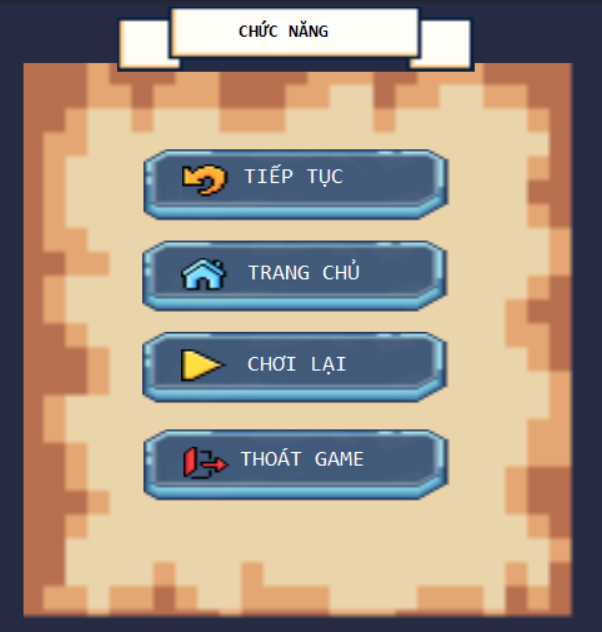 CHỨC NĂNG
TIẾP TỤC
TRANG CHỦ
CHƠI LẠI
THOÁT GAME